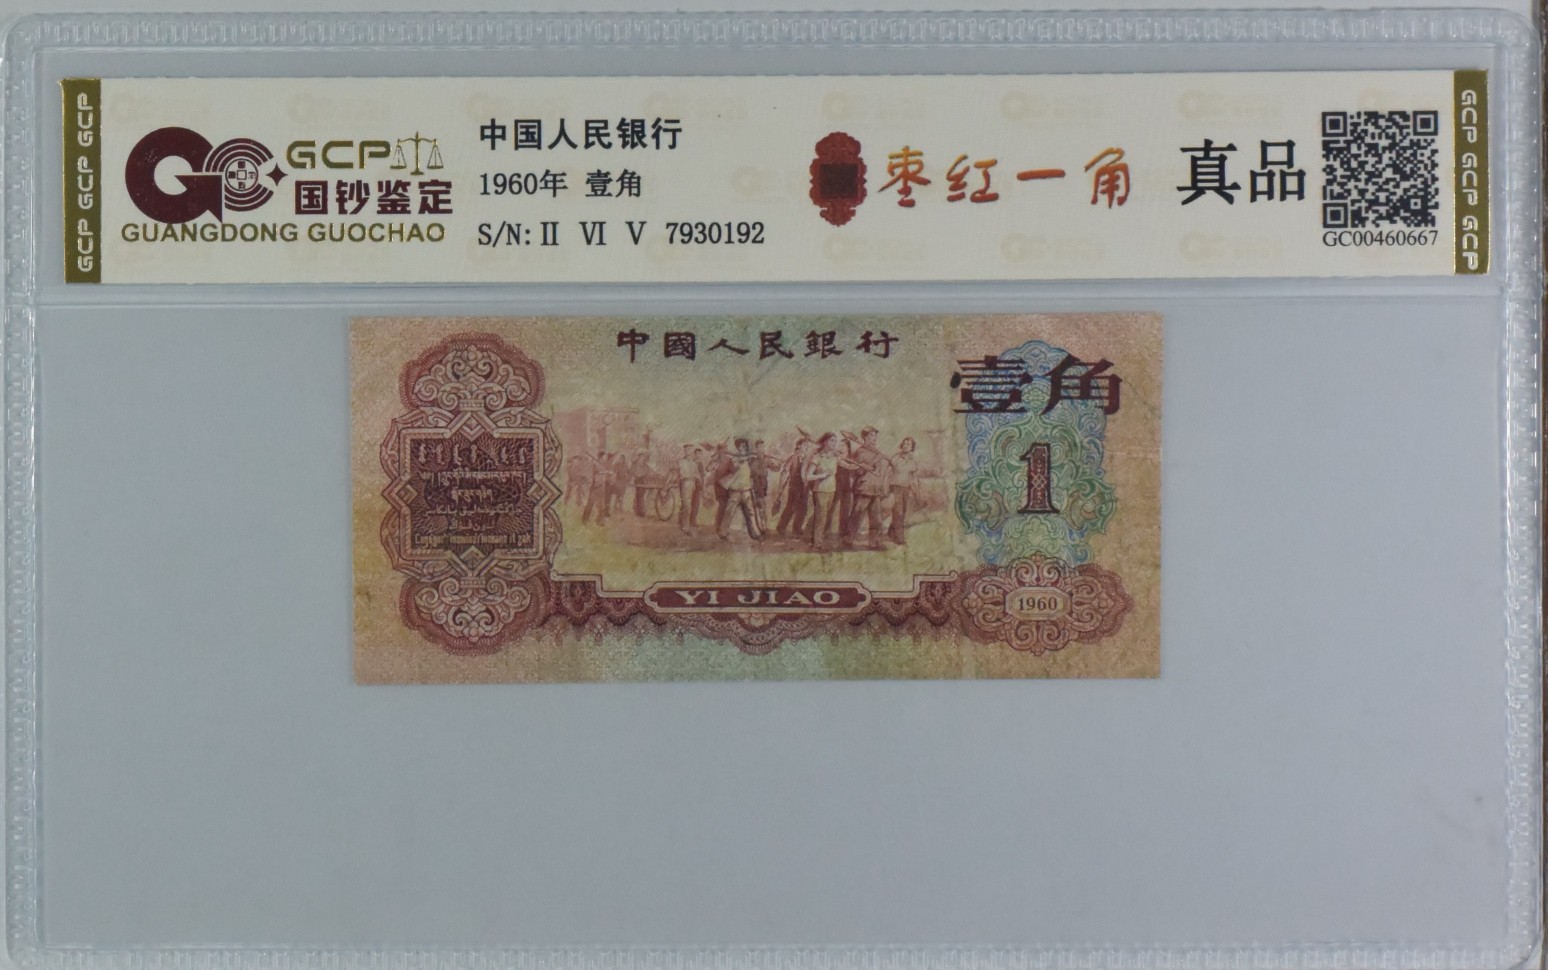 GCP GCP GCP
GCP
国钞鉴定
GUANGDONG GUOCHAO
中国人民银行
1960年 壹角
S/N: II VI V 7930192
枣红一角
真品
GC00460667
GCP GCP GCP
中國人民銀行
壹角
1
YI JIAO
1960